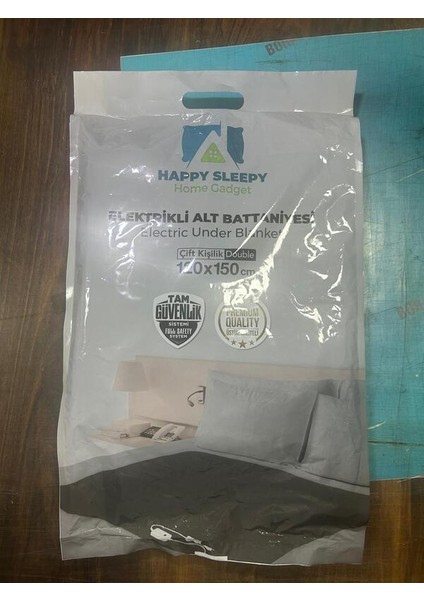 HAPPY SLEEPY
Home Gadget
ELEKTRİKLİ ALT BATTANİYESİ
Electric Under Blanket
Çift Kişilik Double
120x150 cm
TAM
GÜVENLİK
SİSTEMİ
FULL SAFETY
SYSTEM
PREMIUM
QUALITY